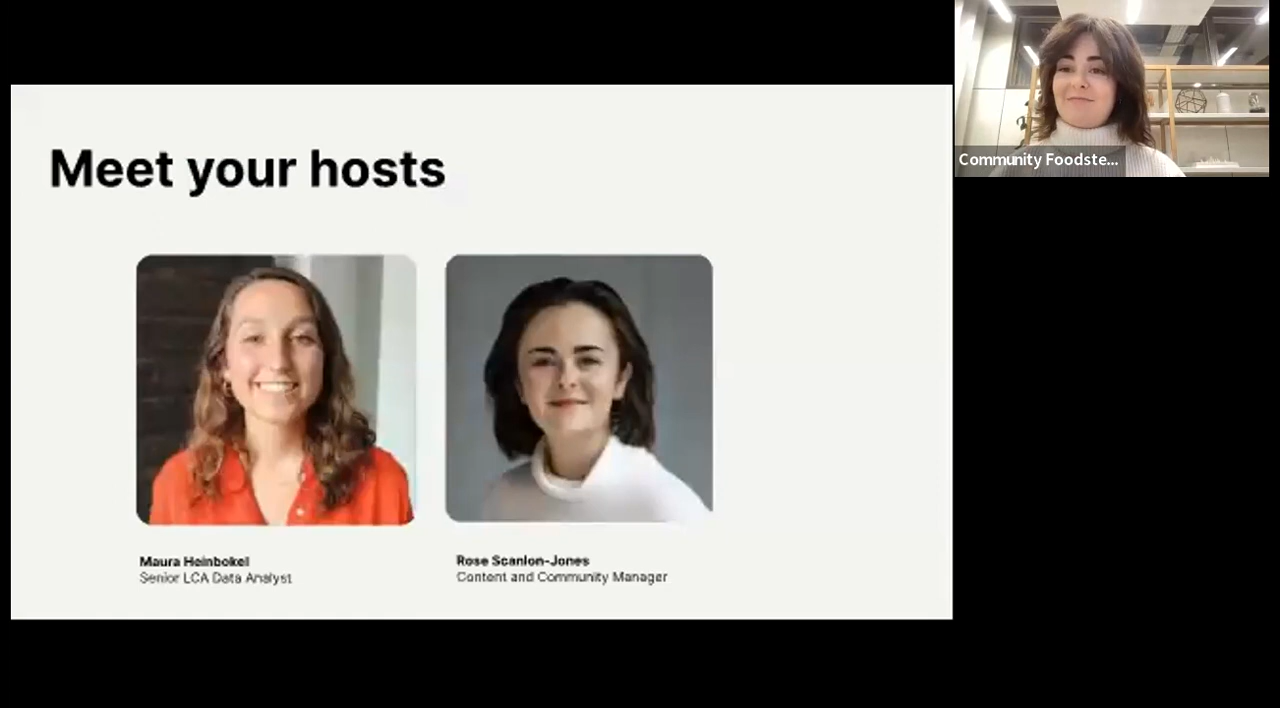 Meet your hosts
Community Foodste...
Maura Heinbokel
Senior LCA Data Analyst
Rose Scanlon-Jones
Content and Community Manager